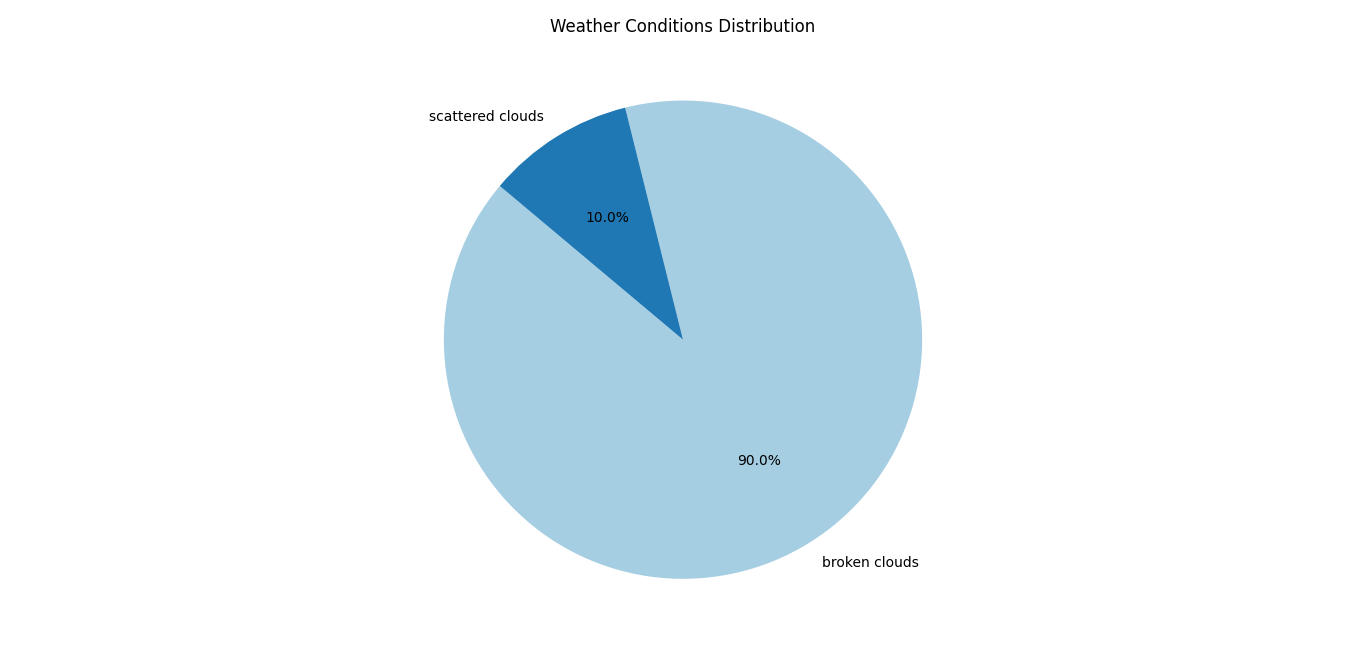 Weather Conditions Distribution
scattered clouds
10.0%
90.0%
broken clouds